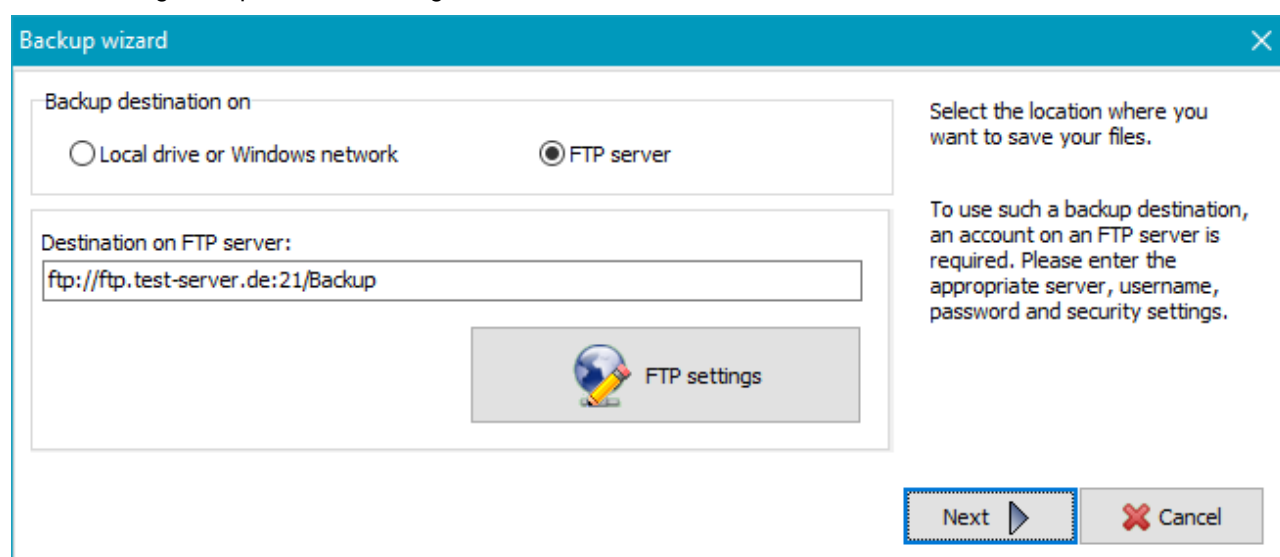 Backup wizard
Backup destination on
Local drive or Windows network
FTP server
Select the location where you
want to save your files.
Destination on FTP server:
ftp://ftp.test-server.de:21/Backup
FTP settings
To use such a backup destination,
an account on an FTP server is
required. Please enter the
appropriate server, username,
password and security settings.
Next
Cancel